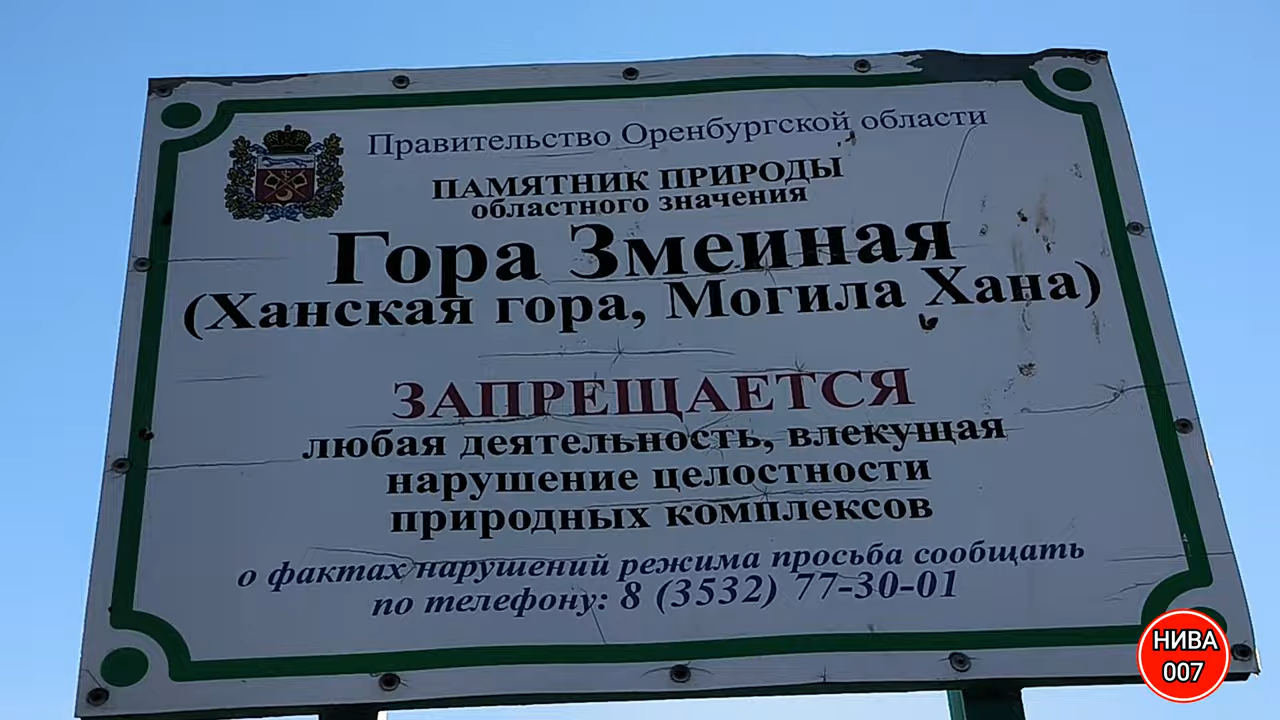 Правительство Оренбургской области
ПАМЯТНИК ПРИРОДЫ
областного значения
Гора Змеиная
(Ханская гора, Могила Хана)
ЗАПРЕЩАЕТСЯ
любая деятельность, влекущая
нарушение целостности
природных комплексов
о фактах нарушений режима просьба сообщать
по телефону: 8 (3532) 77-30-01
НИВА
007